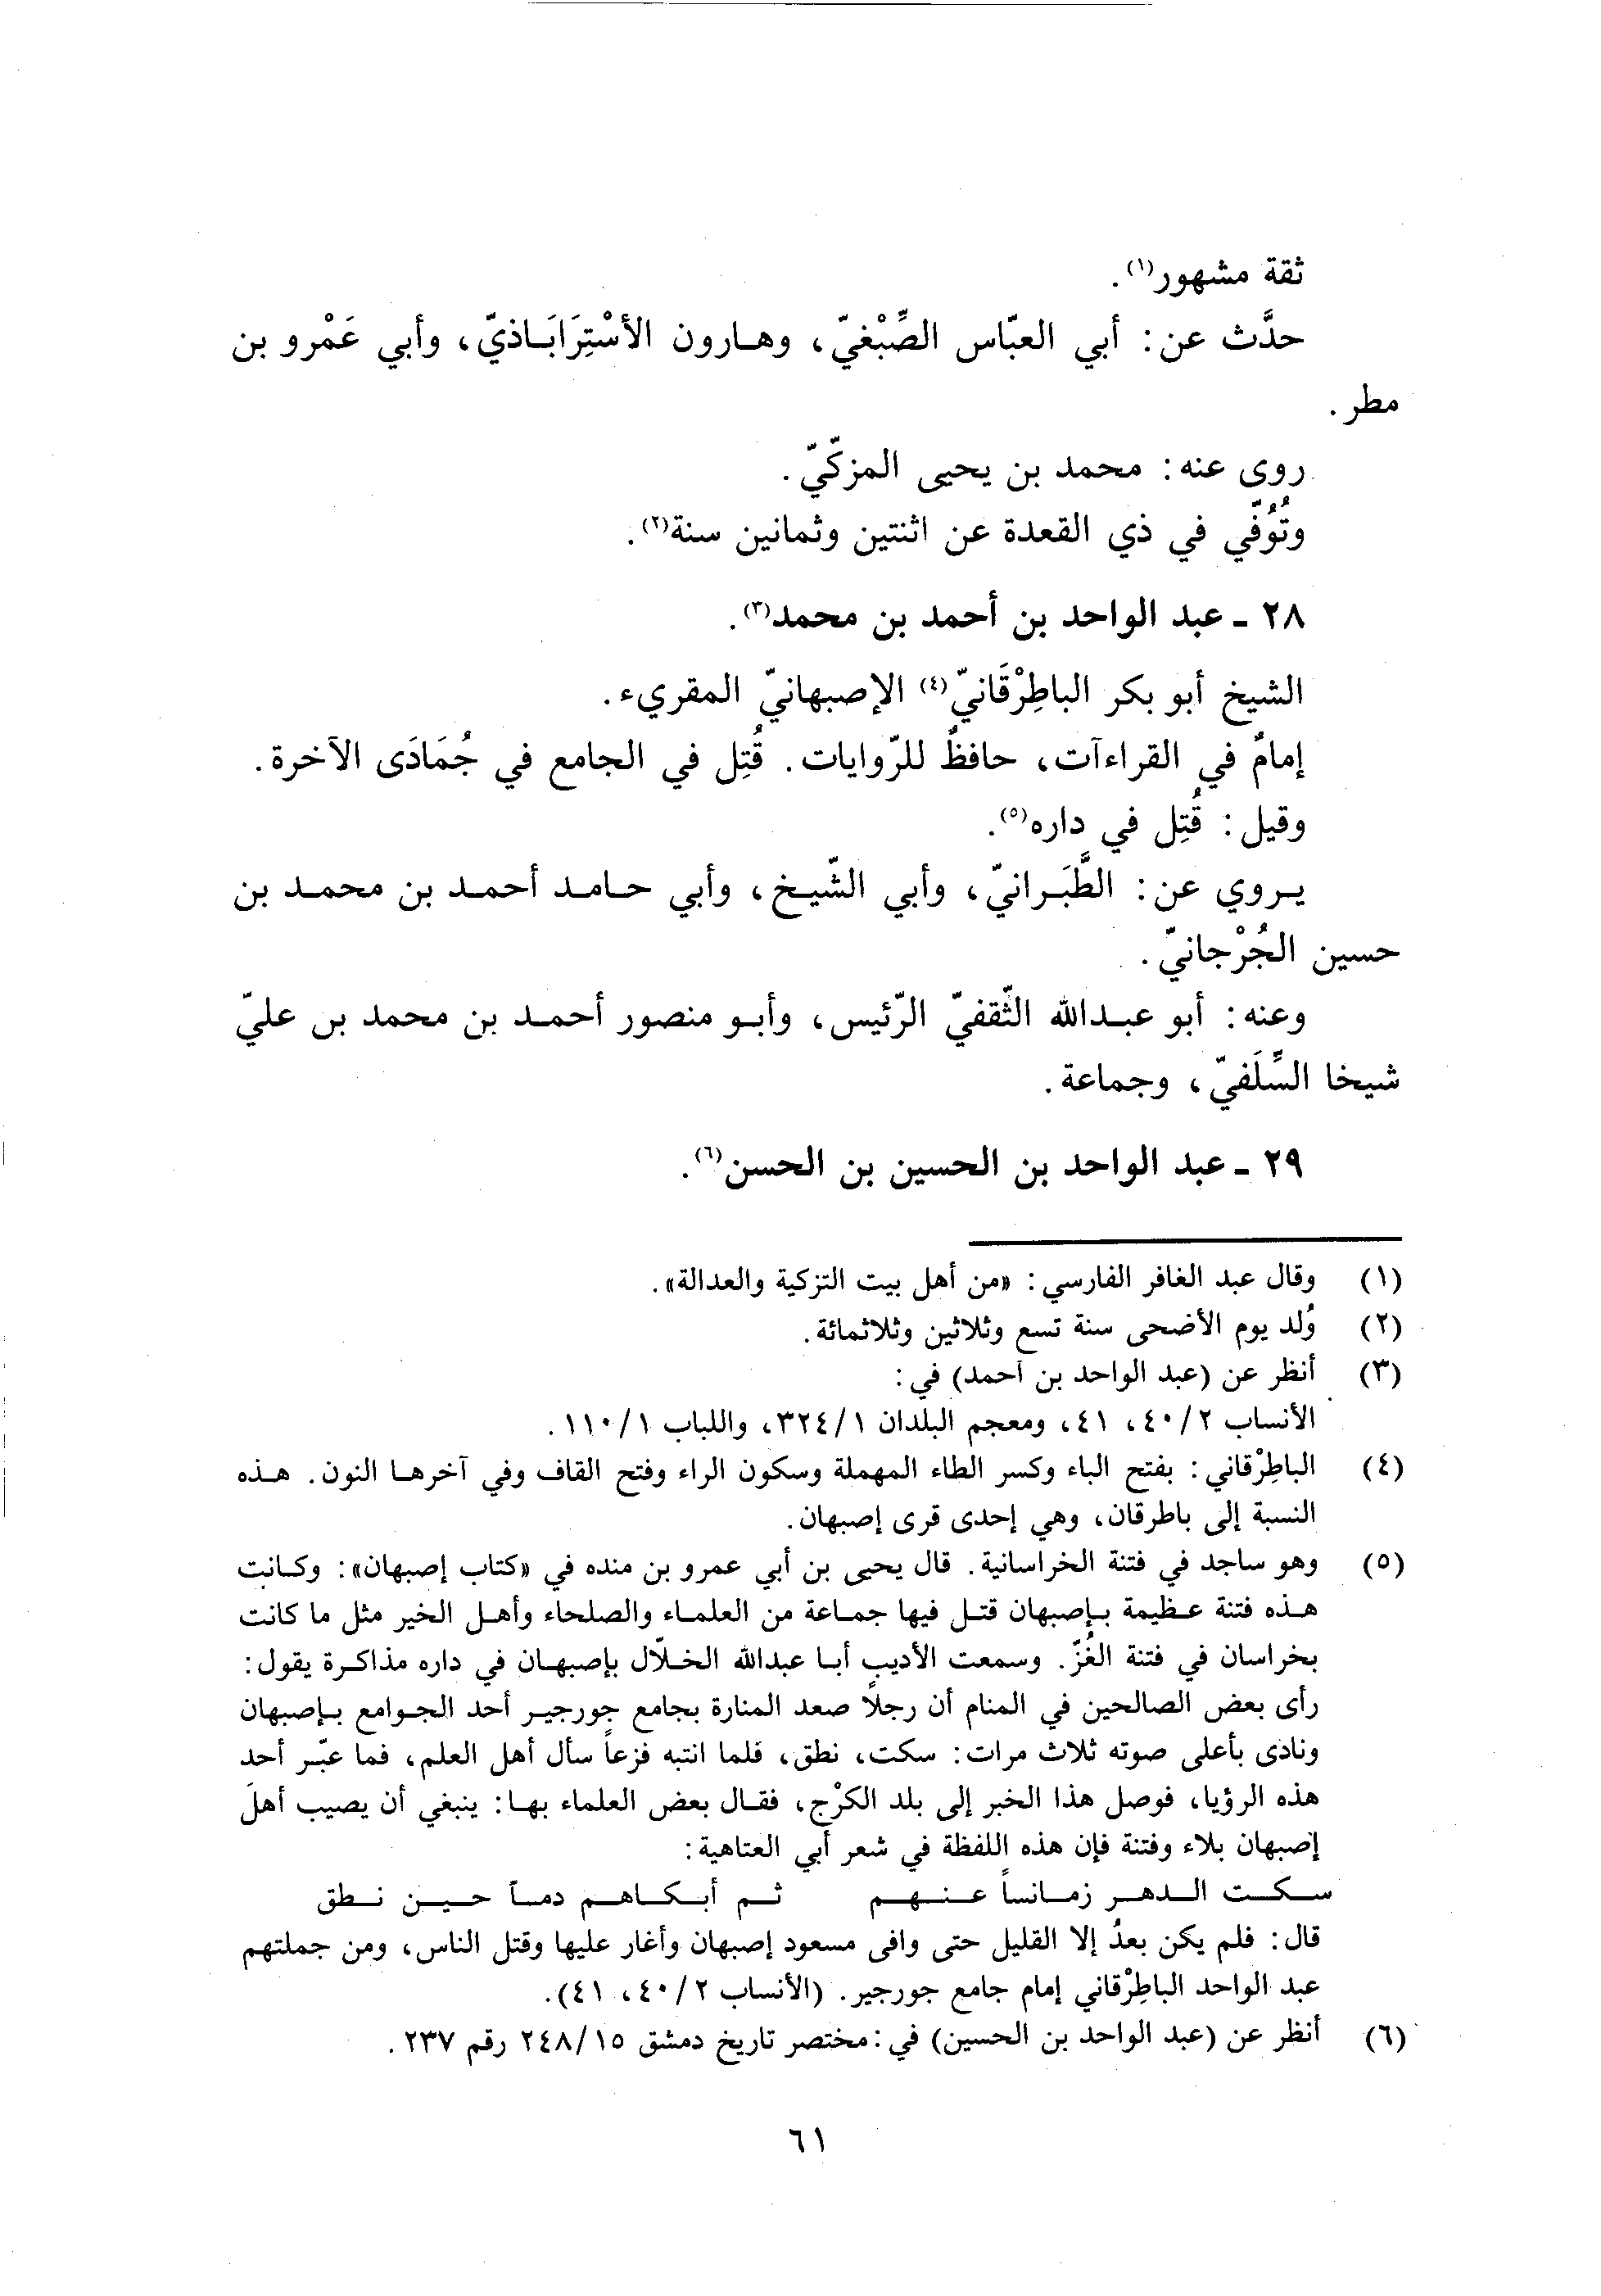 ثقة مشهور(١).
حدَّث عن: أبي العبّاس الصِّبْغيّ، وهارون الأسْتِرَابَاذيّ، وأبي عَمْرو بن
مطر.
روى عنه: محمد بن يحيى المزكّيّ.
وتُوُفّي في ذي القعدة عن اثنتين وثمانين سنة(٢).
٢٨ ـ عبد الواحد بن أحمد بن محمد(٣).
الشيخ أبو بكر الباطِرْقَانيّ(٤) الإصبهانيّ المقريء.
إمامٌ في القراءآت، حافظٌ للرّوايات. قُتِل في الجامع في جُمَادَى الآخرة.
وقيل: قُتِل في داره(٥).
يروي عن: الطَّبَرانيّ، وأبي الشّيخ، وأبي حامد أحمد بن محمد بن
حسين الجُرْجانيّ.
وعنه: أبو عبدالله الثّقفيّ الرّئيس، وأبو منصور أحمد بن محمد بن عليّ
شيخا السِّلَفيّ، وجماعة.
٢٩ ـ عبد الواحد بن الحسين بن الحسن(٦).
(١) وقال عبد الغافر الفارسي: «من أهل بيت التزكية والعدالة».
(٢) وُلد يوم الأضحى سنة تسع وثلاثين وثلاثمائة.
(٣) أنظر عن (عبد الواحد بن أحمد) في:
الأنساب ٤٠/٢، ٤١، ومعجم البلدان ٣٢٤/١، واللباب ١١٠/١.
(٤) الباطِرْقاني: بفتح الباء وكسر الطاء المهملة وسكون الراء وفتح القاف وفي آخرها النون. هذه
النسبة إلى باطرقان، وهي إحدى قرى إصبهان.
(٥) وهو ساجد في فتنة الخراسانية. قال يحيى بن أبي عمرو بن منده في «كتاب إصبهان»: وكانت
هذه فتنة عظيمة بإصبهان قتل فيها جماعة من العلماء والصلحاء وأهل الخير مثل ما كانت
بخراسان في فتنة الغُزّ. وسمعت الأديب أبا عبدالله الخلّال بإصبهان في داره مذاكرة يقول:
رأى بعض الصالحين في المنام أن رجلاً صعد المنارة بجامع جورجير أحد الجوامع بإصبهان
ونادى بأعلى صوته ثلاث مرات: سكت، نطق، فلما انتبه فزعاً سأل أهل العلم، فما عبّر أحد
هذه الرؤيا، فوصل هذا الخبر إلى بلد الكرْج، فقال بعض العلماء بها: ينبغي أن يصيب أهلَ
إصبهان بلاء وفتنة فإن هذه اللفظة في شعر أبي العتاهية:
سكت الدهر زمانساً عنهم ثم أبكاهم دماً حين نطق
قال: فلم يكن بعدُ إلا القليل حتى وافى مسعود إصبهان وأغار عليها وقتل الناس، ومن جملتهم
عبد الواحد الباطِرْقاني إمام جامع جورجير. (الأنساب ٤٠/٢، ٤١).
(٦) أنظر عن (عبد الواحد بن الحسين) في: مختصر تاريخ دمشق ٢٤٨/١٥ رقم ٢٣٧.
٦١